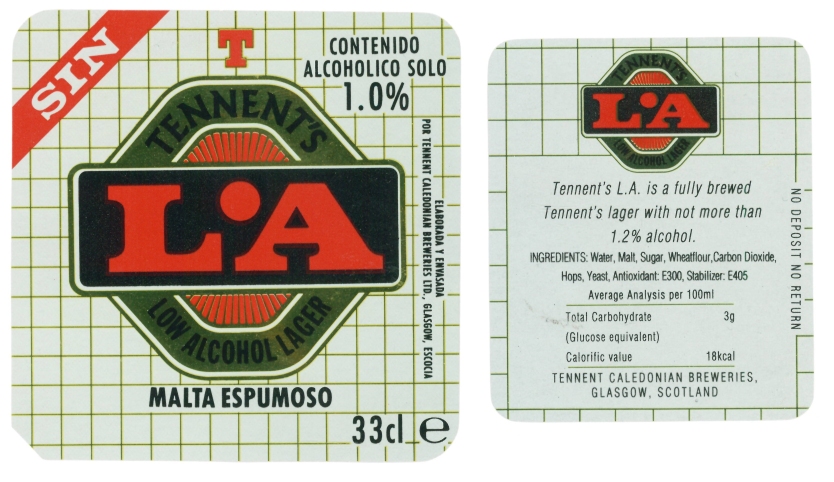 SIN
T
CONTENIDO
ALCOHOLICO SOLO
1.0%
TENNENT'S
L·A
LOW ALCOHOL LAGER
ELABORADA Y ENVASADA
POR TENNENT CALEDONIAN BREWERIES LTD., GLASGOW, ESCOCIA
MALTA ESPUMOSO
33cl e
TENNENT'S
L·A
LOW ALCOHOL LAGER
Tennent's L.A. is a fully brewed
Tennent's lager with not more than
1.2% alcohol.
INGREDIENTS: Water, Malt, Sugar, Wheatflour,Carbon Dioxide,
Hops, Yeast, Antioxidant: E300, Stabilizer: E405
Average Analysis per 100ml
Total Carbohydrate 3g
(Glucose equivalent)
Calorific value 18kcal
TENNENT CALEDONIAN BREWERIES,
GLASGOW, SCOTLAND
NO DEPOSIT NO RETURN